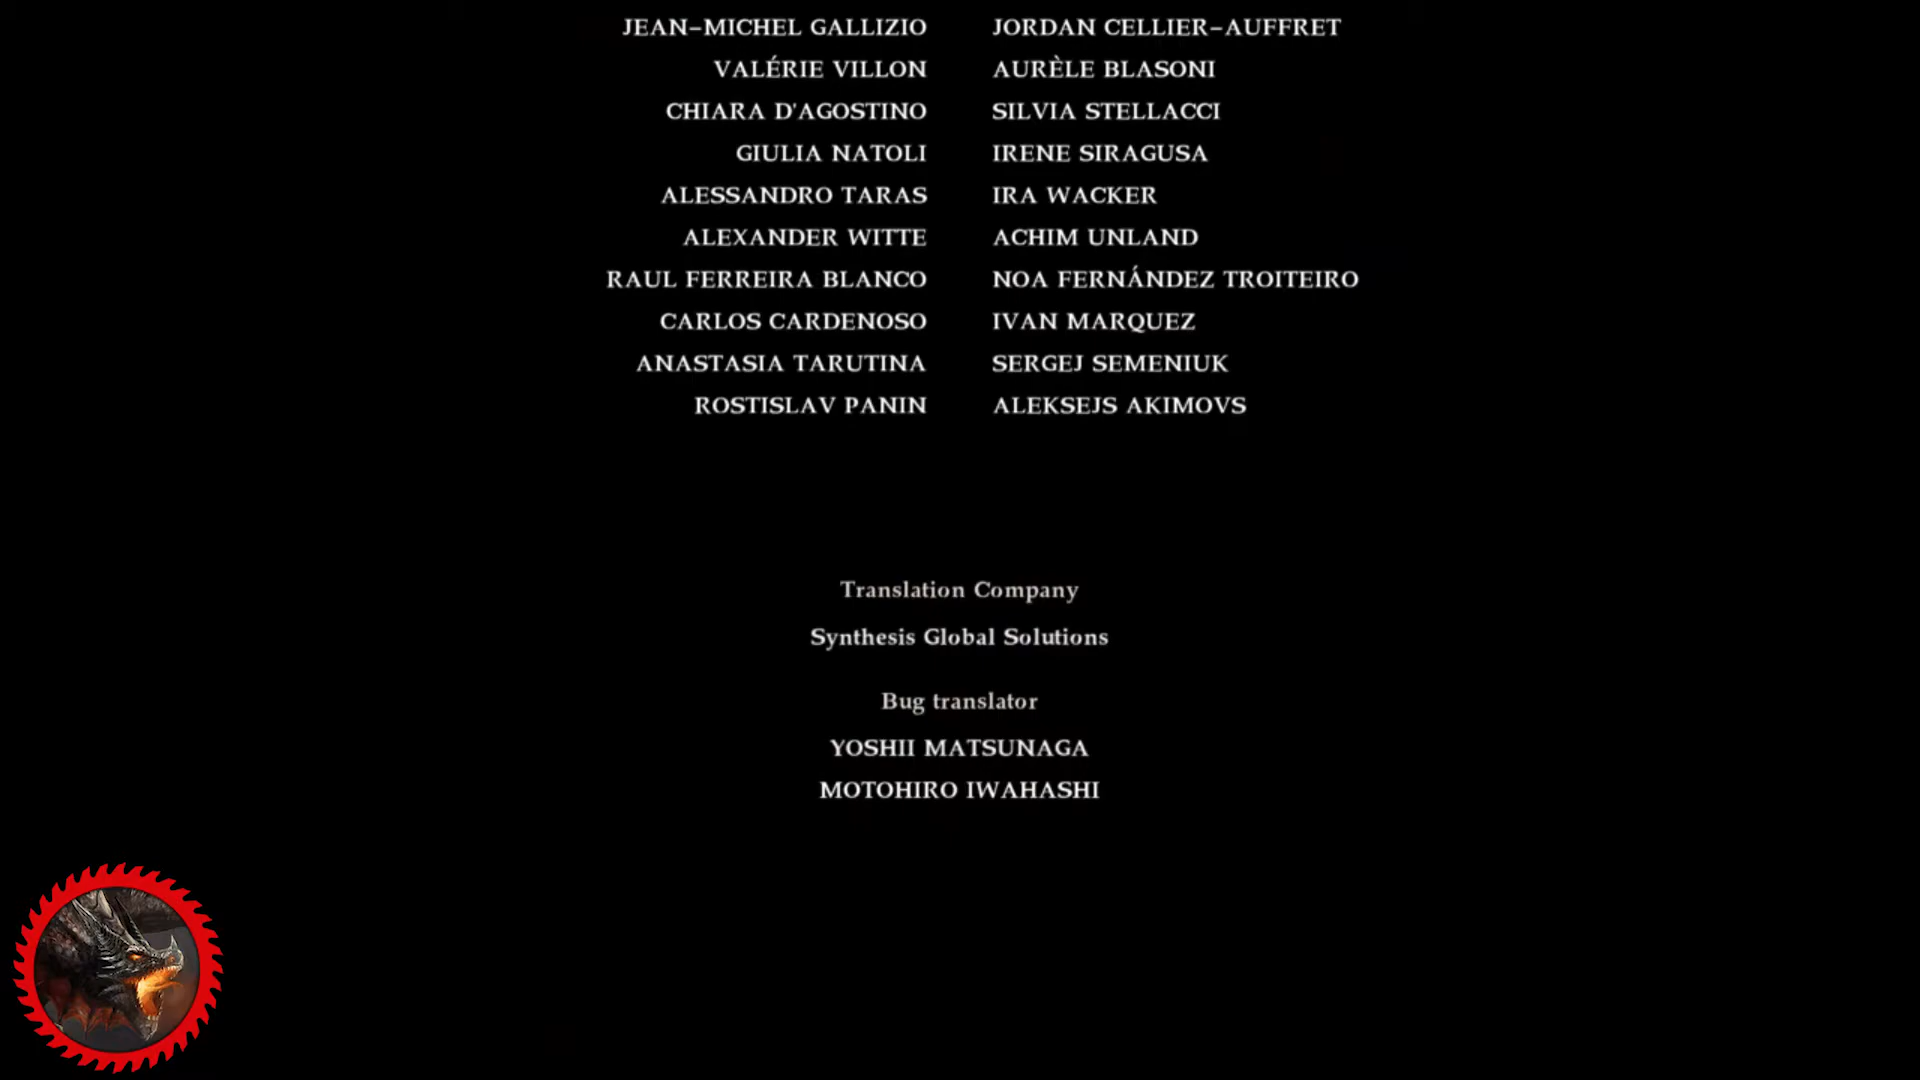 JEAN-MICHEL GALLIZIO JORDAN CELLIER-AUFFRET
VALÉRIE VILLON AURÈLE BLASONI
CHIARA D'AGOSTINO SILVIA STELLACCI
GIULIA NATOLI IRENE SIRAGUSA
ALESSANDRO TARAS IRA WACKER
ALEXANDER WITTE ACHIM UNLAND
RAUL FERREIRA BLANCO NOA FERNÁNDEZ TROITEIRO
CARLOS CARDENOSO IVAN MARQUEZ
ANASTASIA TARUTINA SERGEJ SEMENIUK
ROSTISLAV PANIN ALEKSEJS AKIMOVS
Translation Company
Synthesis Global Solutions
Bug translator
YOSHII MATSUNAGA
MOTOHIRO IWAHASHI